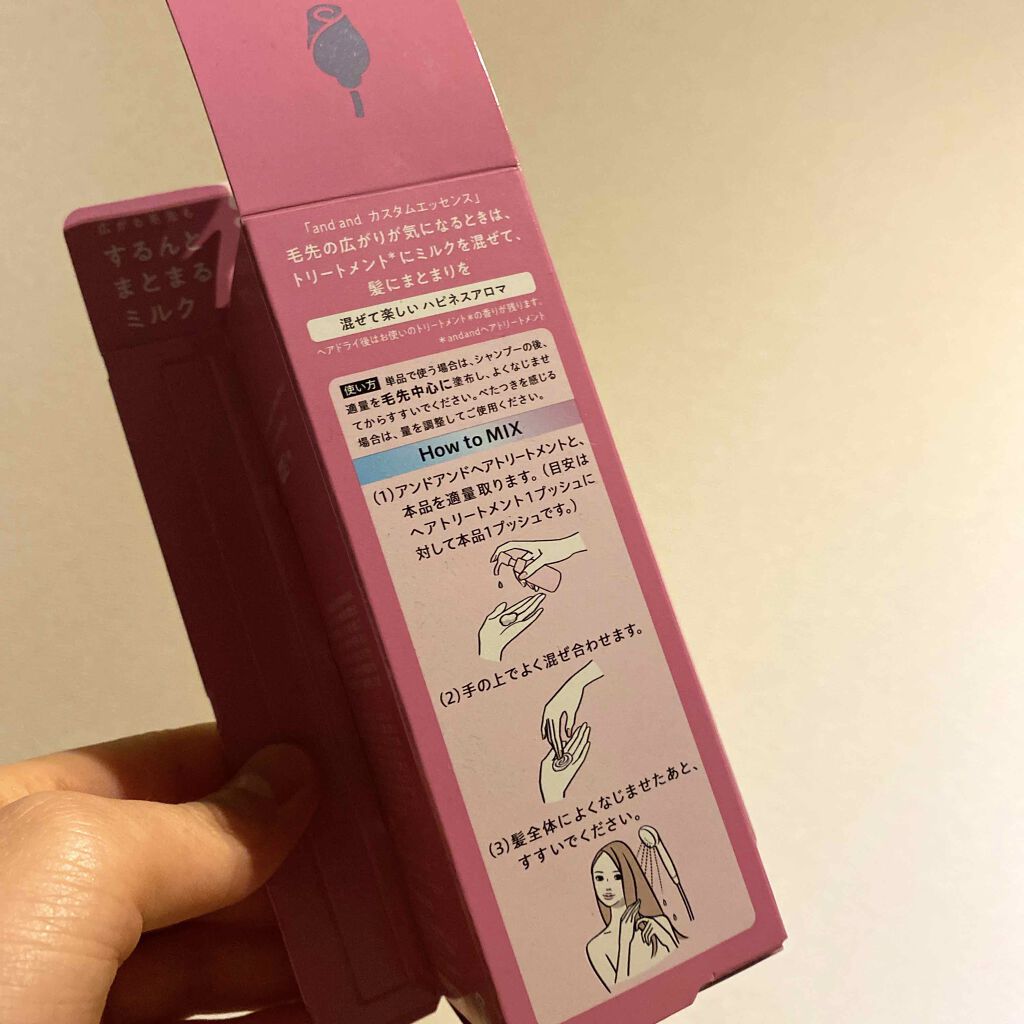 するんと
まとまる
ミルク
「and and カスタムエッセンス」
毛先の広がりが気になるときは、
トリートメント*にミルクを混ぜて、
髪にまとまりを
混ぜて楽しい ハピネスアロマ
ヘアドライ後はお使いのトリートメント*の香りが残ります。
*andandヘアトリートメント
使い方 単品で使う場合は、シャンプーの後、
適量を毛先中心に塗布し、よくなじませ
てからすすいでください。べたつきを感じる
場合は、量を調整してご使用ください。
How to MIX
(1)アンドアンドヘアトリートメントと、
本品を適量取ります。(目安は
ヘアトリートメント1プッシュに
対して本品1プッシュです。)
(2)手の上でよく混ぜ合わせます。
(3)髪全体によくなじませたあと、
すすいでください。